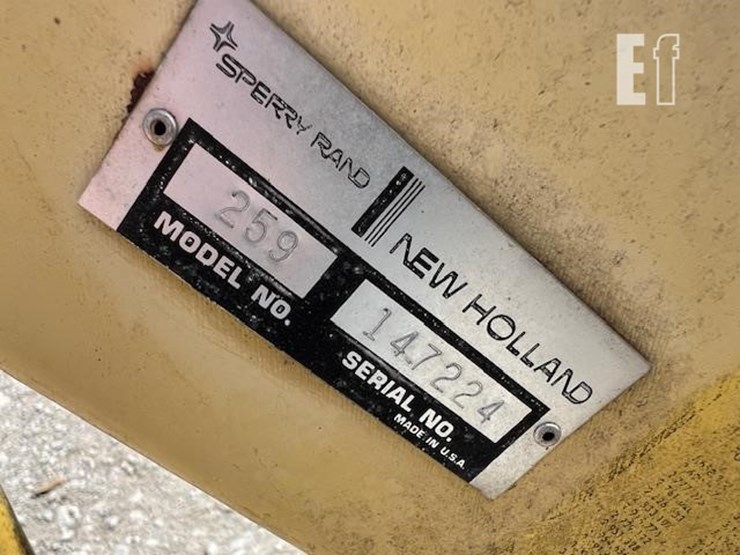 Ef
SPERRY RAND
NEW HOLLAND
259
MODEL NO.
147224
SERIAL NO.
MADE IN U.S.A.